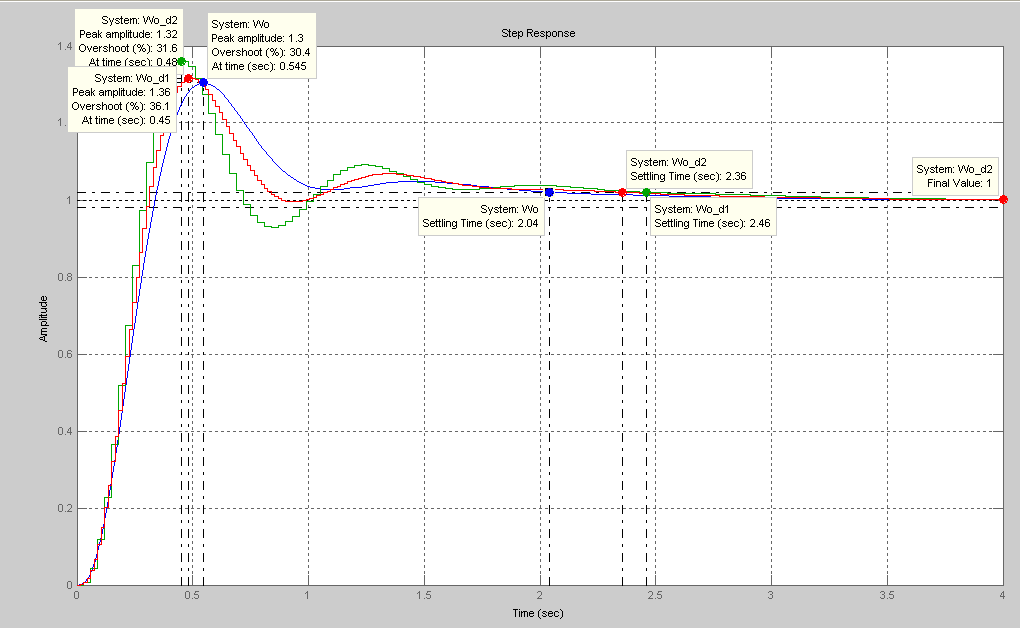 Step Response
System: Wo_d2
Peak amplitude: 1.32
Overshoot (%): 31.6
At time (sec): 0.48
System: Wo
Peak amplitude: 1.3
Overshoot (%): 30.4
At time (sec): 0.545
System: Wo_d1
Peak amplitude: 1.36
Overshoot (%): 36.1
At time (sec): 0.45
System: Wo_d2
Settling Time (sec): 2.36
System: Wo_d2
Final Value: 1
System: Wo
Settling Time (sec): 2.04
System: Wo_d1
Settling Time (sec): 2.46
Amplitude
1.4
1
0.8
0.6
0.4
0.2
0
0 0.5 1 1.5 2 2.5 3 3.5 4
Time (sec)